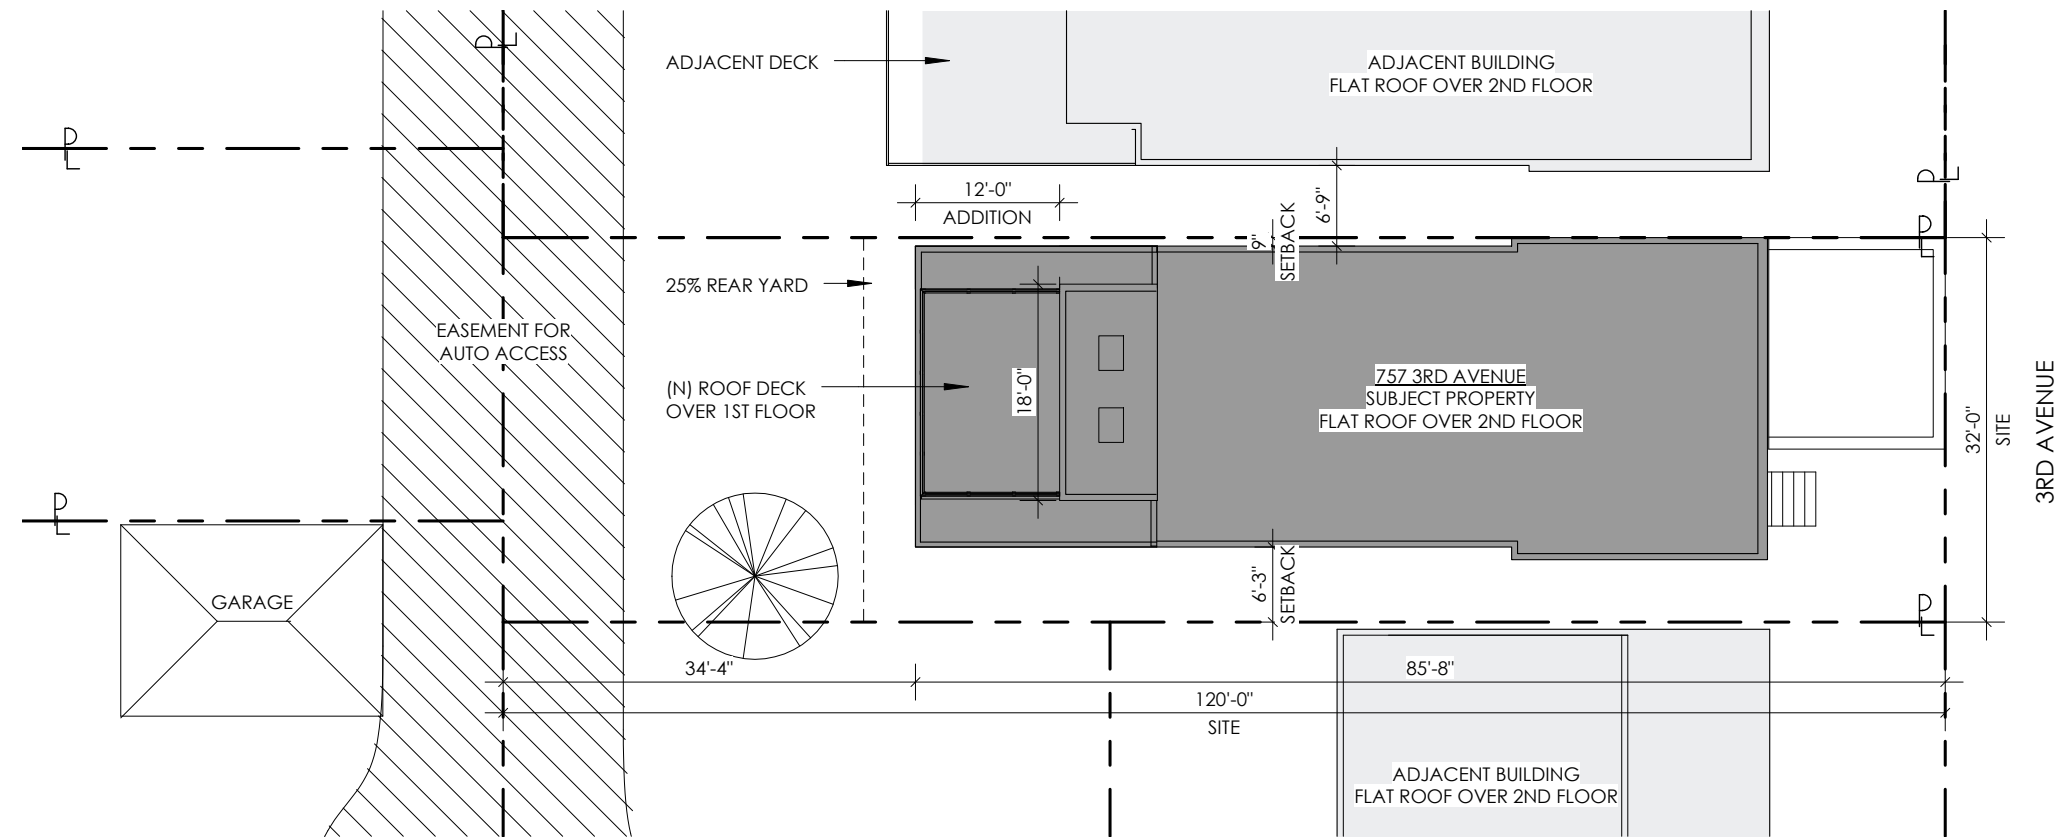 P
L
ADJACENT DECK
ADJACENT BUILDING
FLAT ROOF OVER 2ND FLOOR
P
L
P
L
12'-0"
ADDITION
6'-9"
9"
SETBACK
P
L
25% REAR YARD
EASEMENT FOR
AUTO ACCESS
(N) ROOF DECK
OVER 1ST FLOOR
18'-0"
757 3RD AVENUE
SUBJECT PROPERTY
FLAT ROOF OVER 2ND FLOOR
32'-0"
SITE
3RD AVENUE
P
L
GARAGE
6'-3"
SETBACK
P
L
34'-4"
85'-8"
120'-0"
SITE
ADJACENT BUILDING
FLAT ROOF OVER 2ND FLOOR